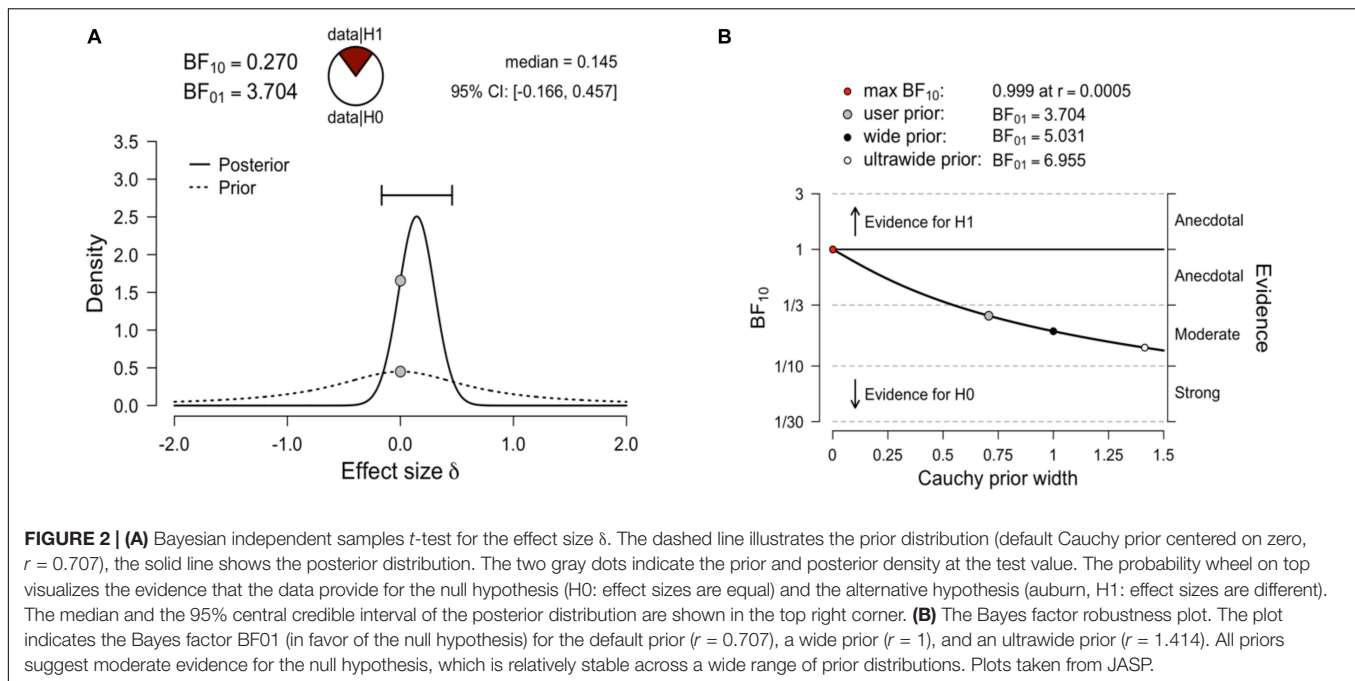 A
data|H1
BF10 = 0.270
BF01 = 3.704
data|H0
median = 0.145
95% CI: [-0.166, 0.457]
Posterior
Prior
3.5
3.0
2.5
2.0
1.5
1.0
0.5
0.0
Density
-2.0 -1.0 0.0 1.0 2.0
Effect size δ
B
max BF10: 0.999 at r = 0.0005
user prior: BF01 = 3.704
wide prior: BF01 = 5.031
ultrawide prior: BF01 = 6.955
3
1
1/3
1/10
1/30
BF10
Evidence for H1
Evidence for H0
Anecdotal
Anecdotal
Moderate
Strong
Evidence
0 0.25 0.5 0.75 1 1.25 1.5
Cauchy prior width
FIGURE 2 | (A) Bayesian independent samples t-test for the effect size δ. The dashed line illustrates the prior distribution (default Cauchy prior centered on zero,
r = 0.707), the solid line shows the posterior distribution. The two gray dots indicate the prior and posterior density at the test value. The probability wheel on top
visualizes the evidence that the data provide for the null hypothesis (H0: effect sizes are equal) and the alternative hypothesis (auburn, H1: effect sizes are different).
The median and the 95% central credible interval of the posterior distribution are shown in the top right corner. (B) The Bayes factor robustness plot. The plot
indicates the Bayes factor BF01 (in favor of the null hypothesis) for the default prior (r = 0.707), a wide prior (r = 1), and an ultrawide prior (r = 1.414). All priors
suggest moderate evidence for the null hypothesis, which is relatively stable across a wide range of prior distributions. Plots taken from JASP.